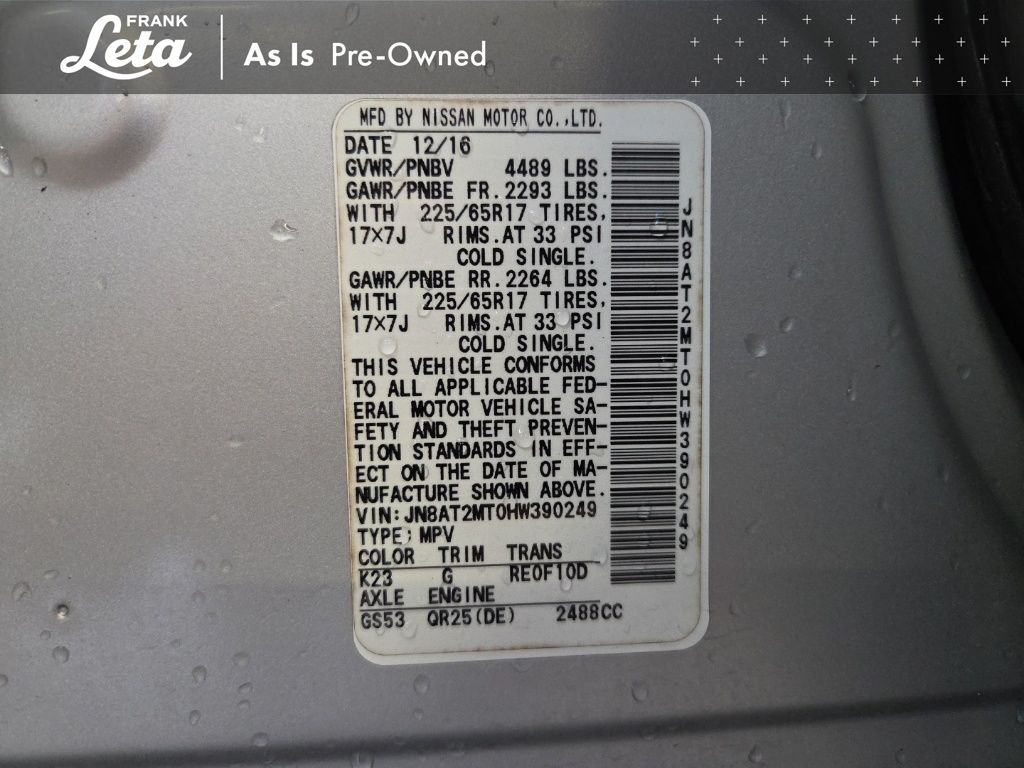 FRANK
Leta
As Is Pre-Owned
MFD BY NISSAN MOTOR CO.,LTD.
DATE 12/16
GVWR/PNBV 4489 LBS.
GAWR/PNBE FR. 2293 LBS.
WITH 225/65R17 TIRES,
17×7J RIMS. AT 33 PSI
COLD SINGLE.
GAWR/PNBE RR. 2264 LBS.
WITH 225/65R17 TIRES,
17×7J RIMS. AT 33 PSI
COLD SINGLE.
THIS VEHICLE CONFORMS
TO ALL APPLICABLE FED-
ERAL MOTOR VEHICLE SA-
FETY AND THEFT PREVEN-
TION STANDARDS IN EFF-
ECT ON THE DATE OF MA-
NUFACTURE SHOWN ABOVE.
VIN:JN8AT2MT0HW390249
TYPE:MPV
COLOR TRIM TRANS
K23 G RE0F10D
AXLE ENGINE
GS53 QR25(DE) 2488CC
JN8AT2MT0HW390249